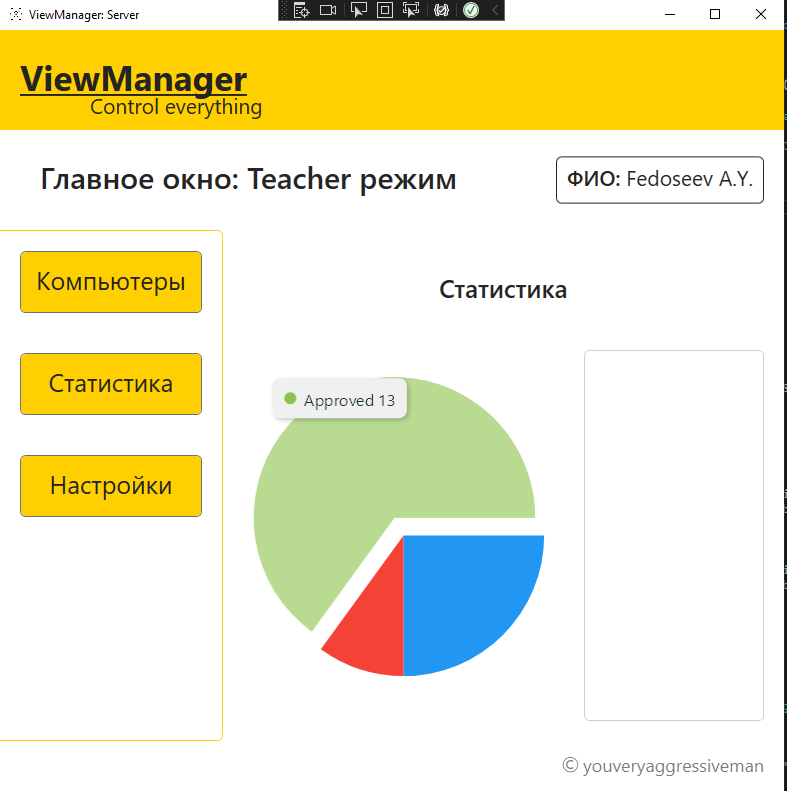 ViewManager: Server
ViewManager
Control everything
Главное окно: Teacher режим
ФИО: Fedoseev A.Y.
Компьютеры
Статистика
Настройки
Статистика
Approved 13
© youveryaggressiveman